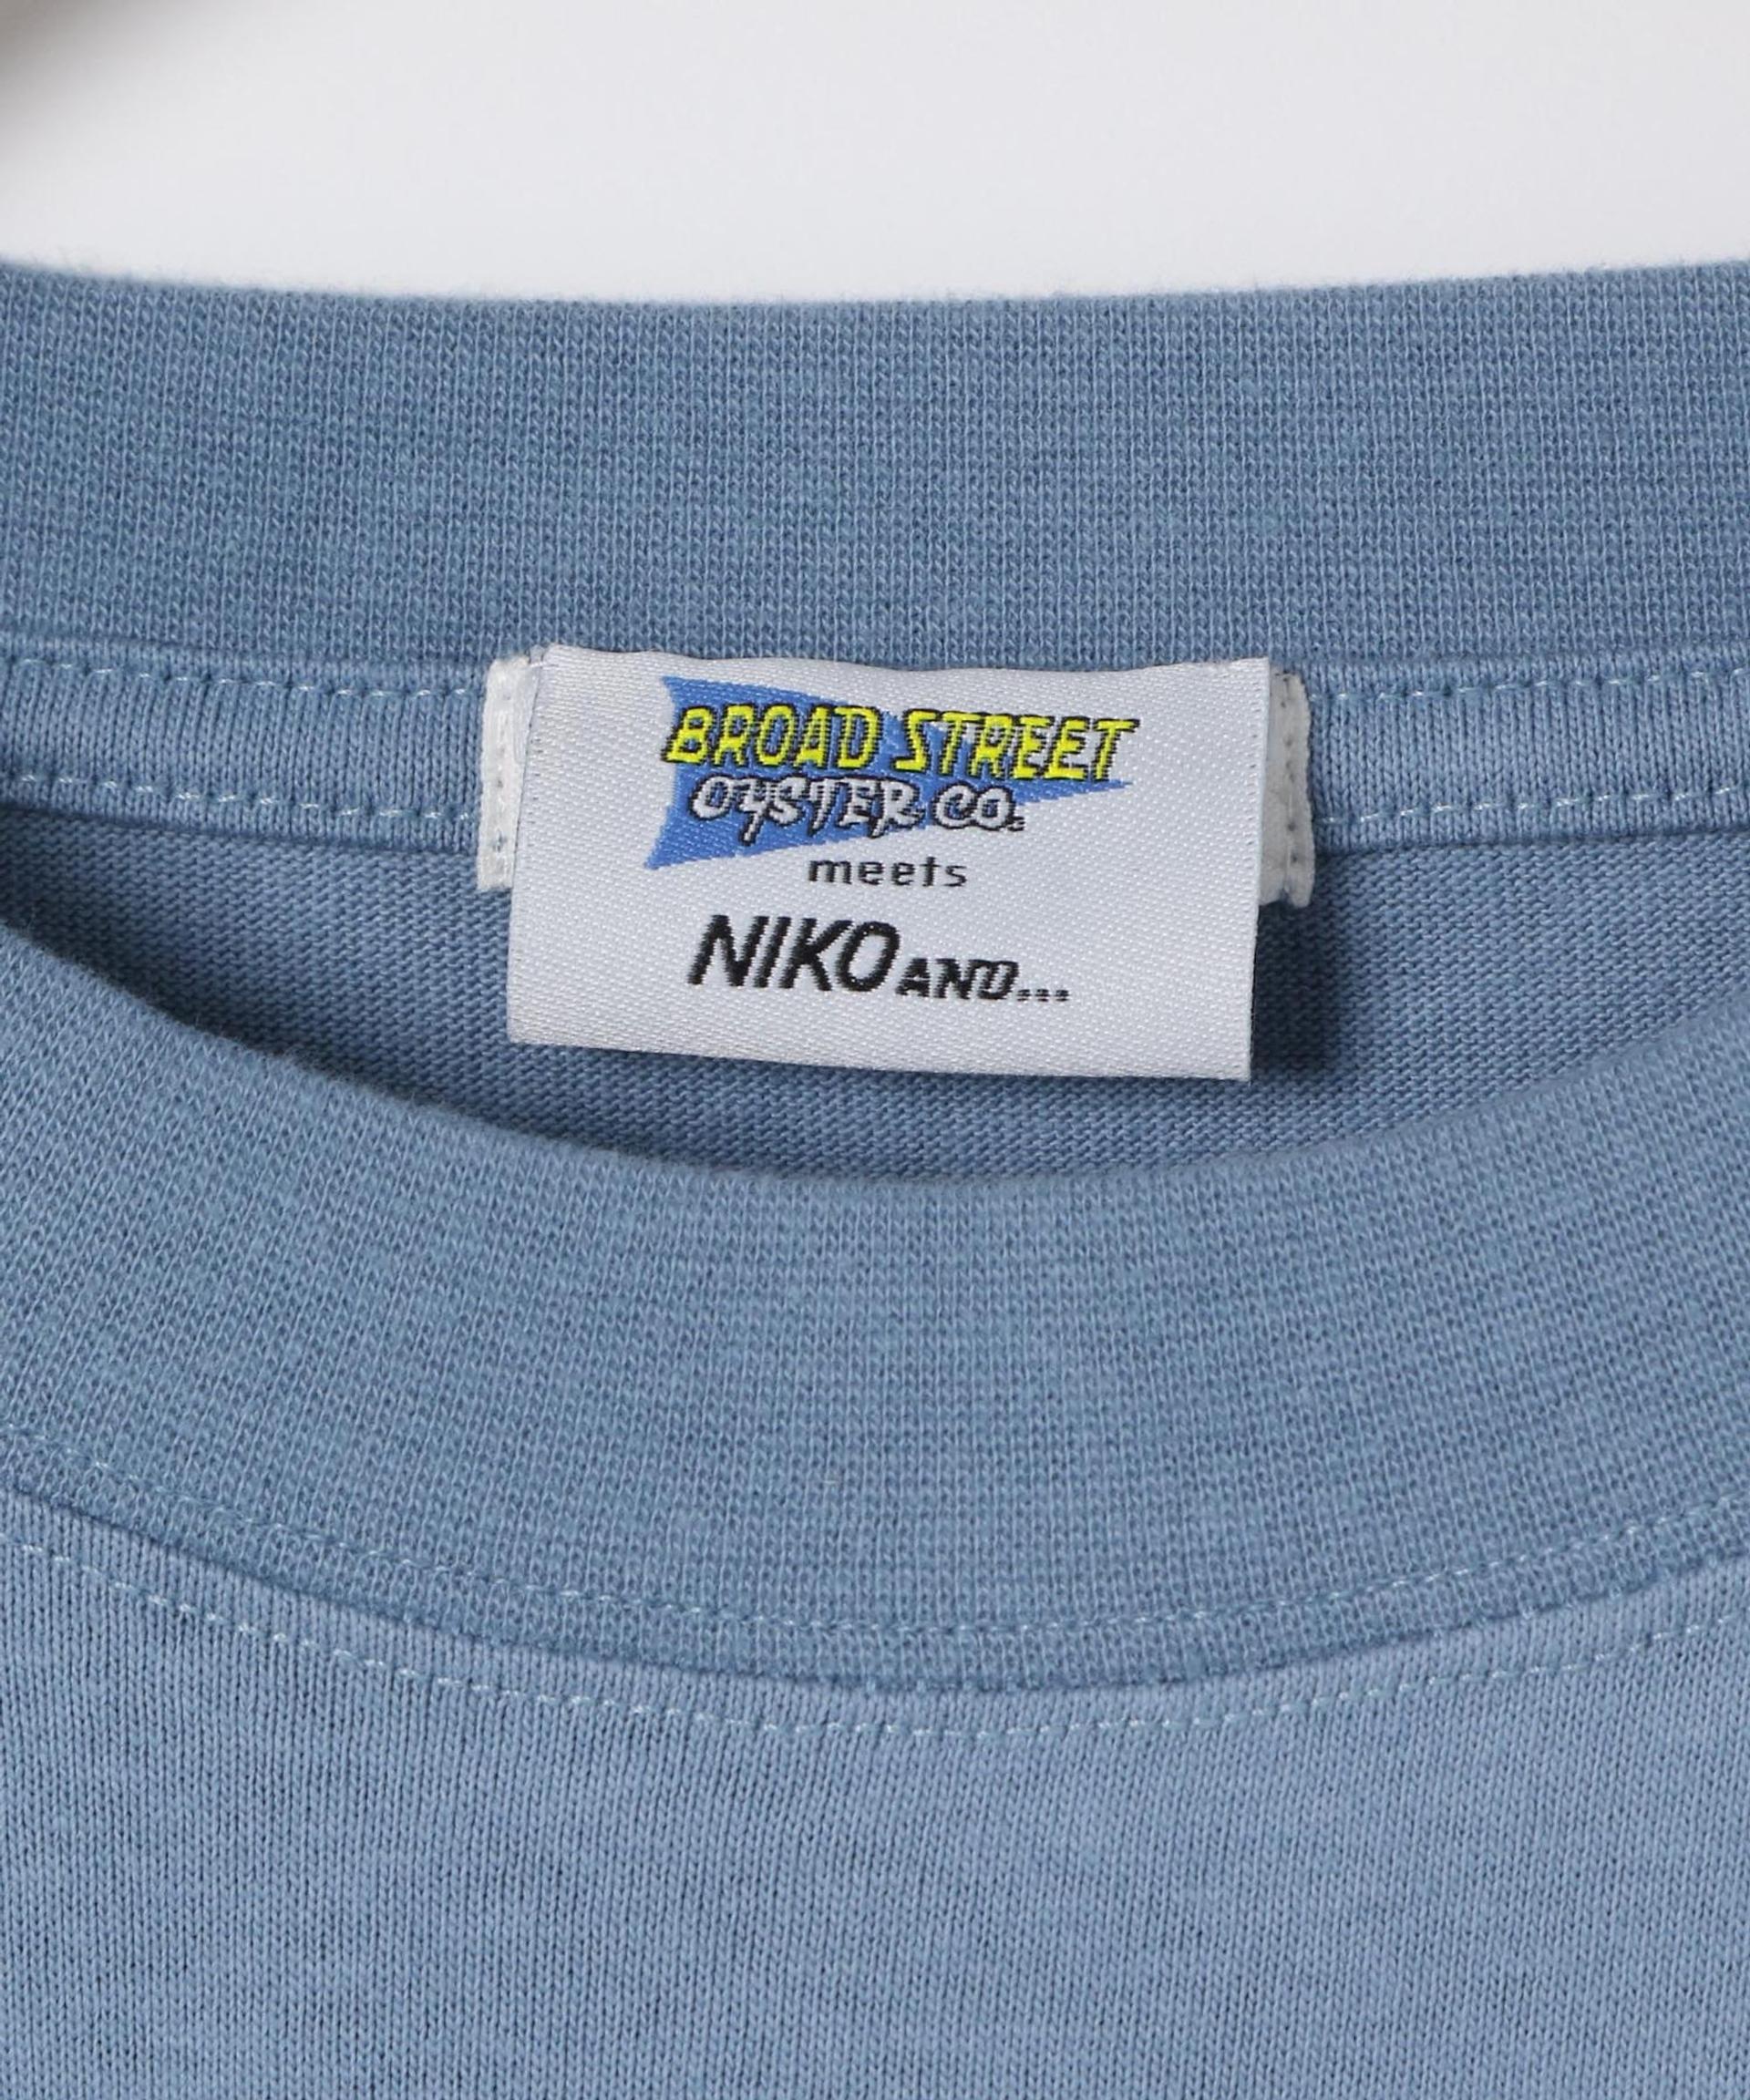 BROAD STREET
OYSTER CO.
meets
NIKO AND...